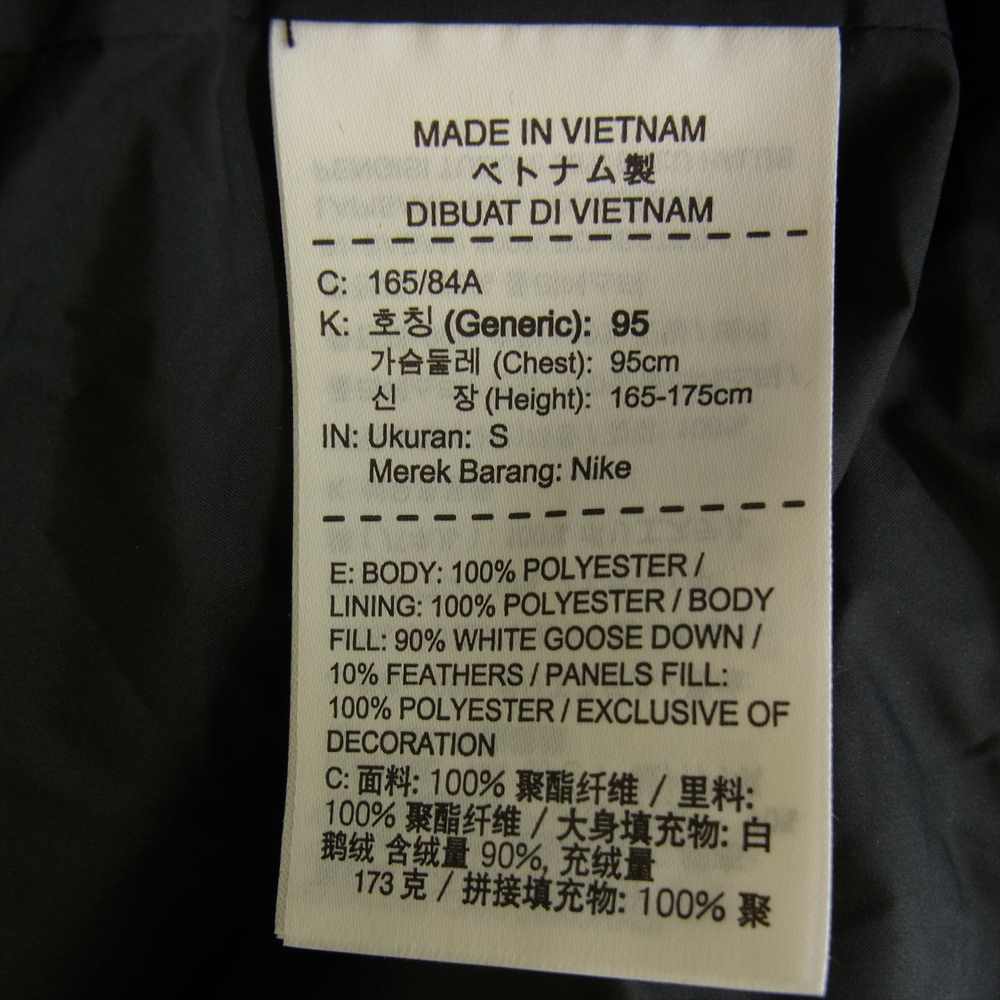 MADE IN VIETNAM
ベトナム製
DIBUAT DI VIETNAM
C: 165/84A
K: 호칭 (Generic): 95
가슴둘레 (Chest): 95cm
신 장 (Height): 165-175cm
IN: Ukuran: S
Merek Barang: Nike
E: BODY: 100% POLYESTER /
LINING: 100% POLYESTER / BODY
FILL: 90% WHITE GOOSE DOWN /
10% FEATHERS / PANELS FILL:
100% POLYESTER / EXCLUSIVE OF
DECORATION
C: 面料: 100% 聚酯纤维 / 里料:
100% 聚酯纤维 / 大身填充物: 白
鹅绒 含绒量 90%, 充绒量
173 克 / 拼接填充物: 100% 聚